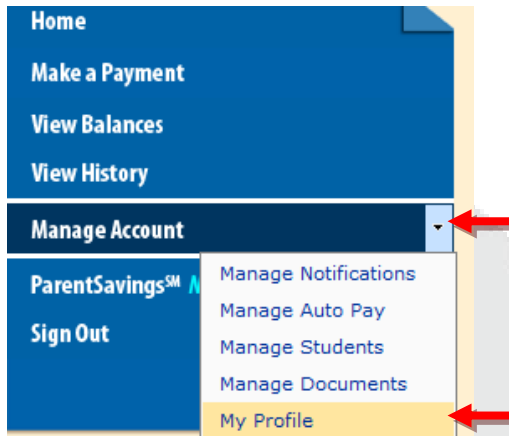 Home
Make a Payment
View Balances
View History
Manage Account
ParentSavings℠
Sign Out
Manage Notifications
Manage Auto Pay
Manage Students
Manage Documents
My Profile